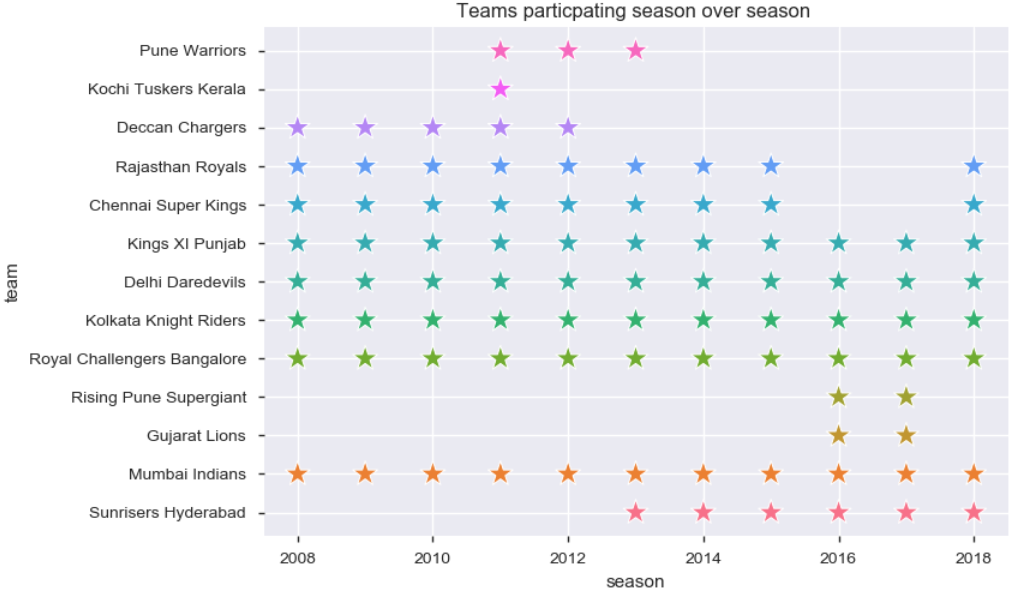 Teams particpating season over season
Pune Warriors
Kochi Tuskers Kerala
Deccan Chargers
Rajasthan Royals
Chennai Super Kings
Kings XI Punjab
Delhi Daredevils
Kolkata Knight Riders
Royal Challengers Bangalore
Rising Pune Supergiant
Gujarat Lions
Mumbai Indians
Sunrisers Hyderabad
team
2008 2010 2012 2014 2016 2018
season